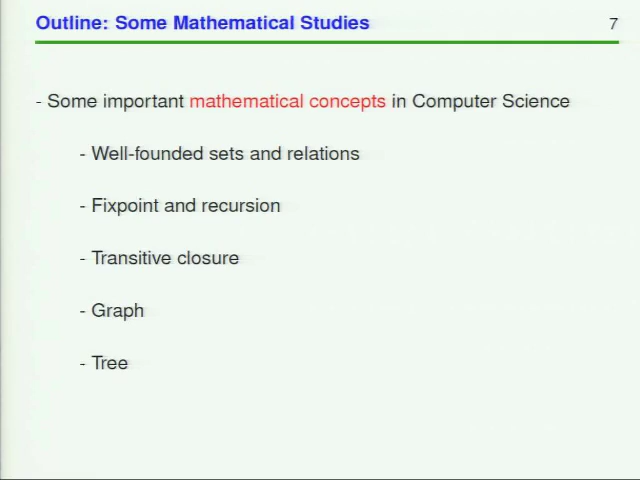 Outline: Some Mathematical Studies 7
- Some important mathematical concepts in Computer Science
- Well-founded sets and relations
- Fixpoint and recursion
- Transitive closure
- Graph
- Tree